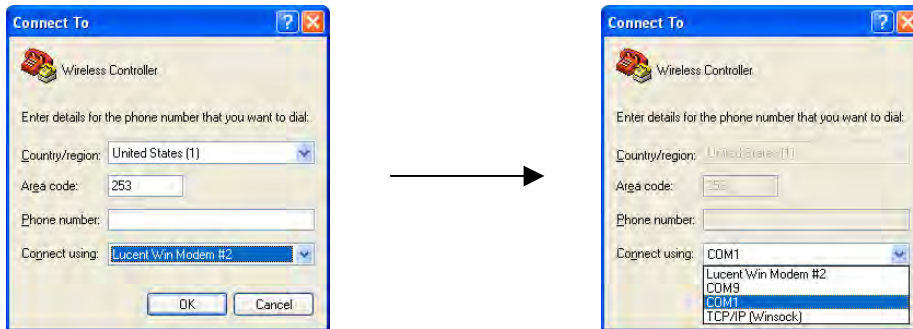 Connect To
Wireless Controller
Enter details for the phone number that you want to dial:
Country/region: United States (1)
Area code: 253
Phone number:
Connect using: Lucent Win Modem #2
OK Cancel
Connect To
Wireless Controller
Enter details for the phone number that you want to dial:
Country/region: United States (1)
Area code: 253
Phone number:
Connect using: COM1
Lucent Win Modem #2
COM9
COM1
TCP/IP (Winsock)